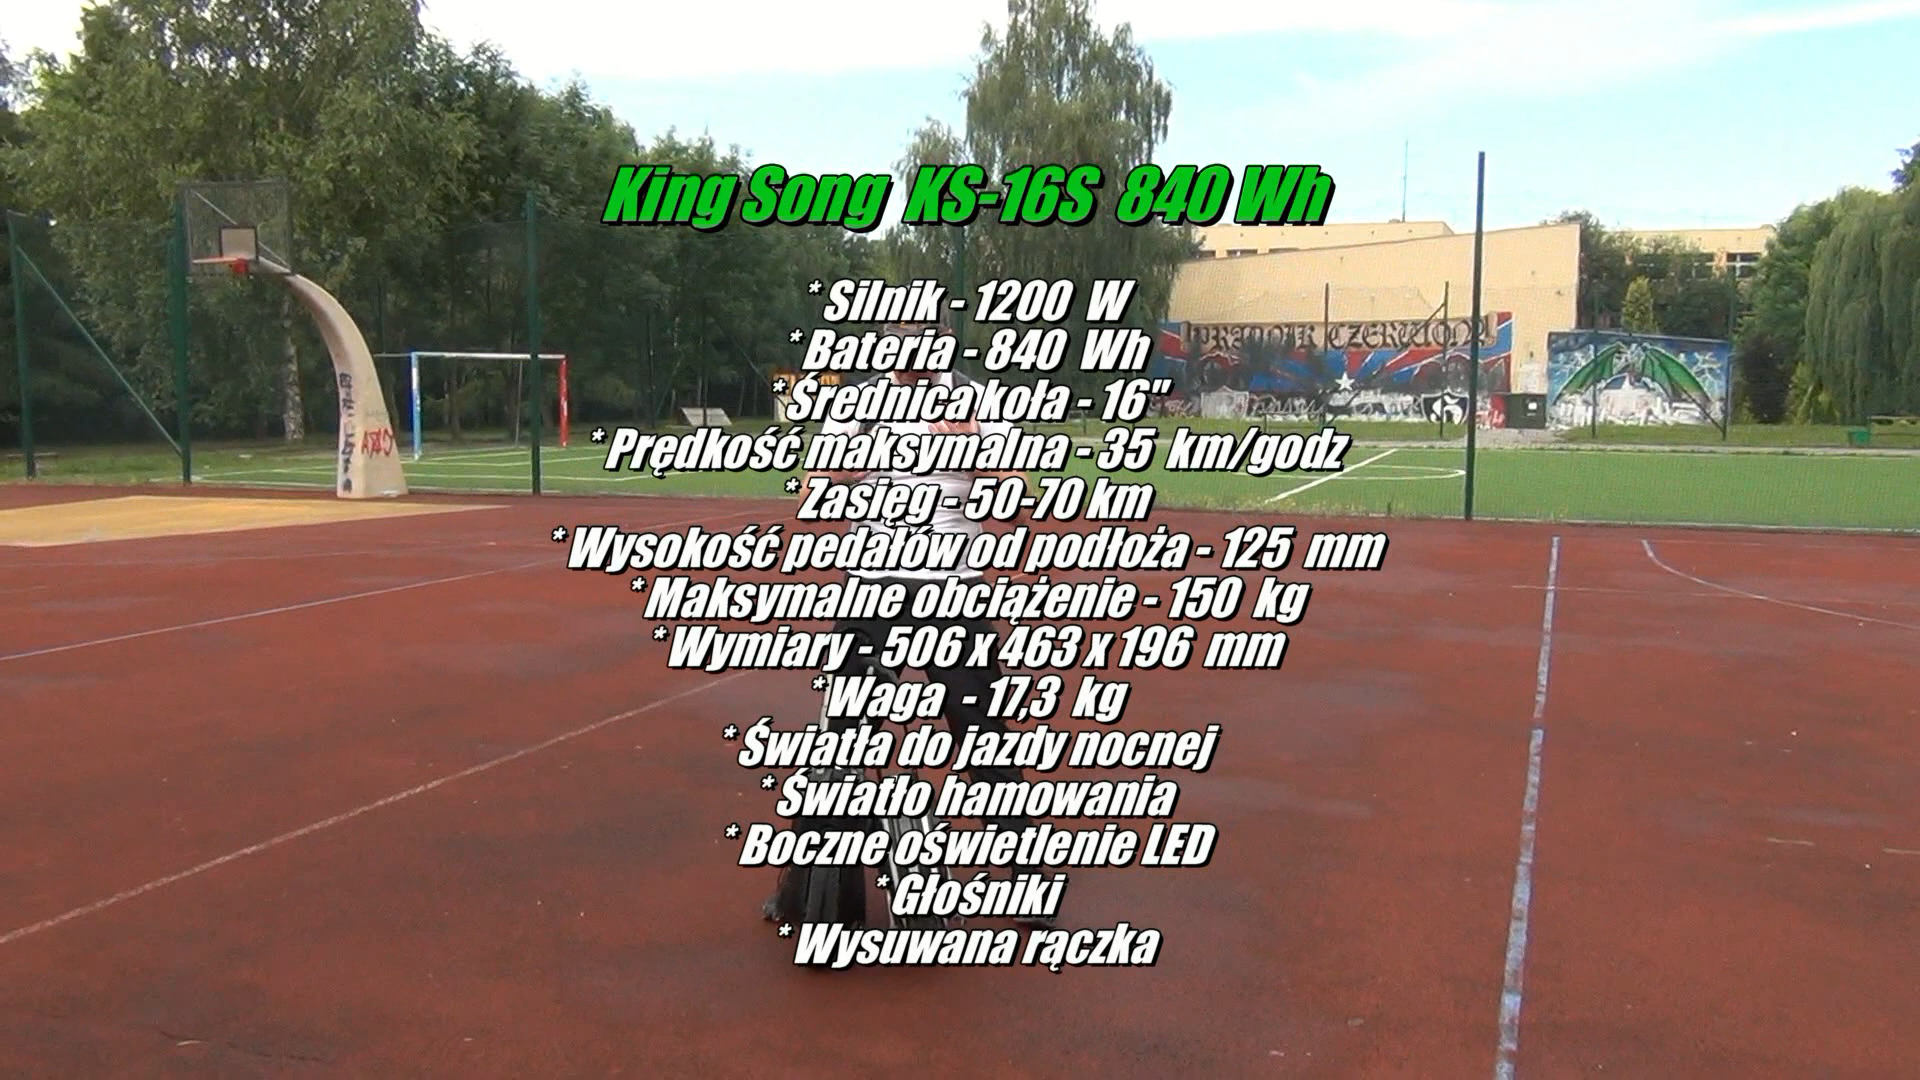 King Song KS-16S 840 Wh
* Silnik - 1200 W
* Bateria - 840 Wh
* Średnica koła - 16"
* Prędkość maksymalna - 35 km/godz
* Zasięg - 50-70 km
* Wysokość pedałów od podłoża - 125 mm
* Maksymalne obciążenie - 150 kg
* Wymiary - 506 x 463 x 196 mm
* Waga - 17,3 kg
* Światła do jazdy nocnej
* Światło hamowania
* Boczne oświetlenie LED
* Głośniki
* Wysuwana rączka
PRĄDNIK CZERWONY